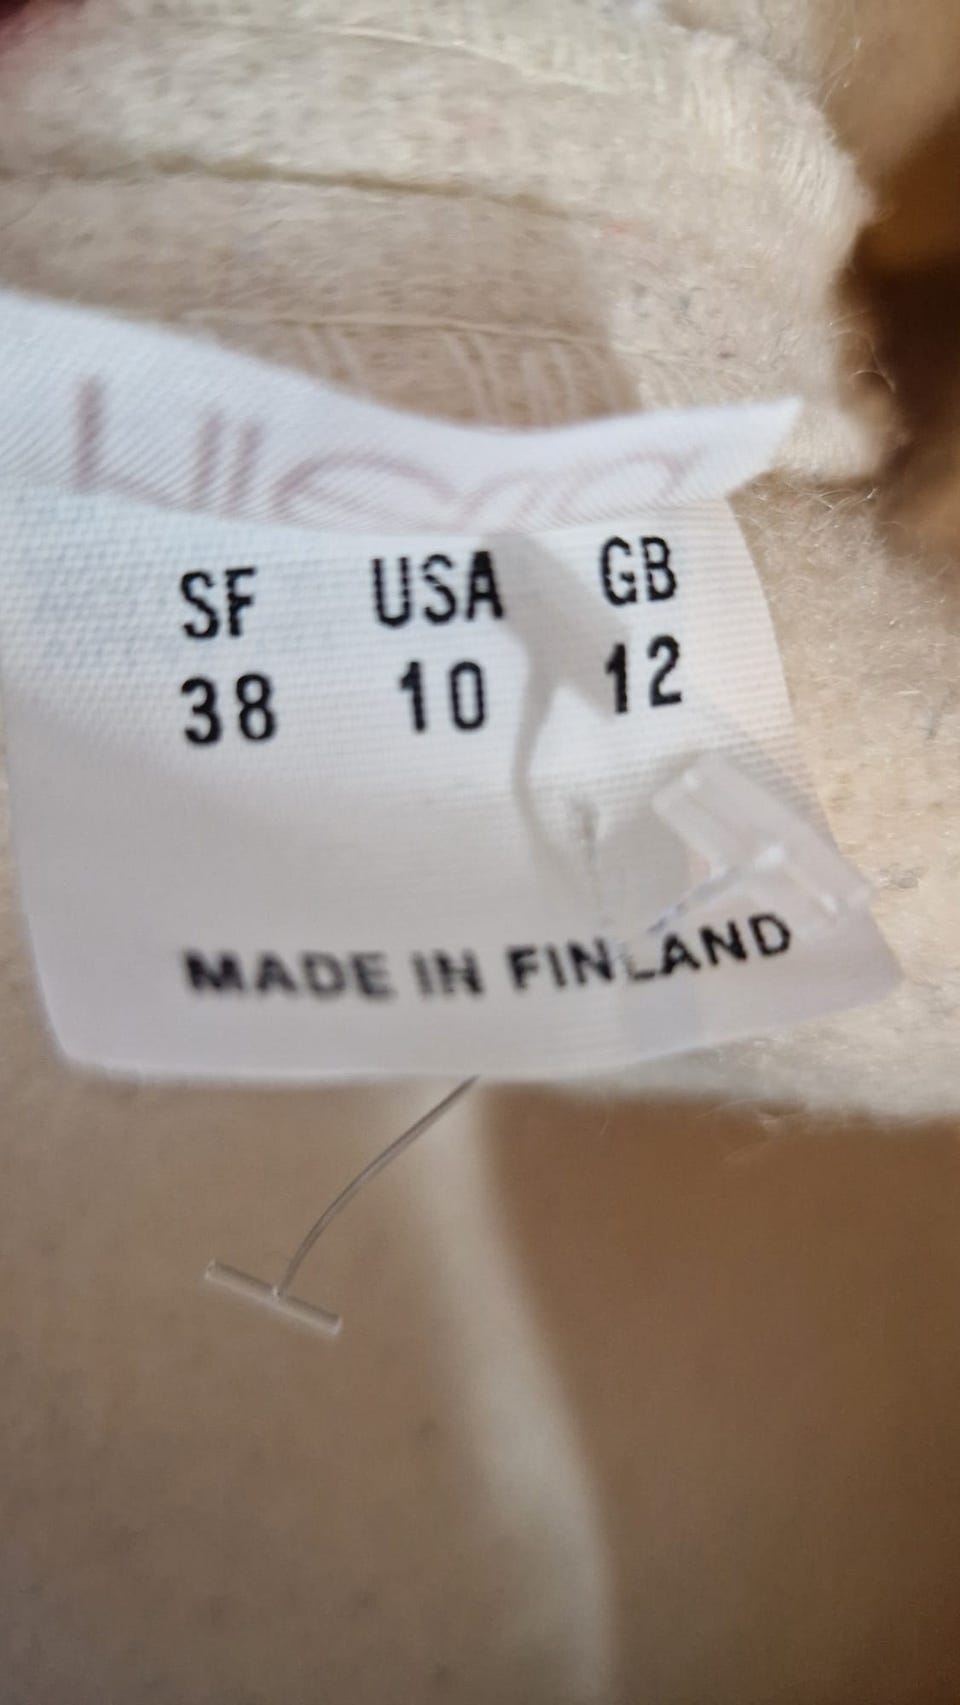 SF USA GB
38 10 12
MADE IN FINLAND